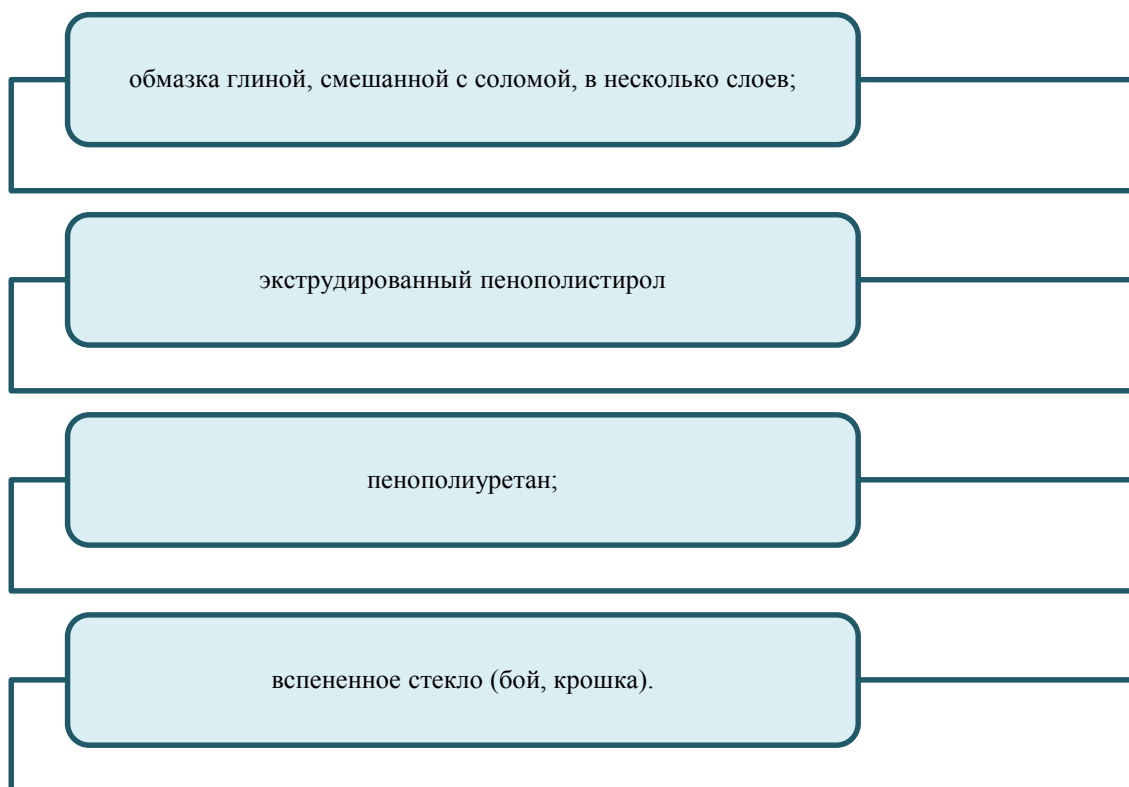 обмазка глиной, смешанной с соломой, в несколько слоев;
экструдированный пенополистирол
пенополиуретан;
вспененное стекло (бой, крошка).